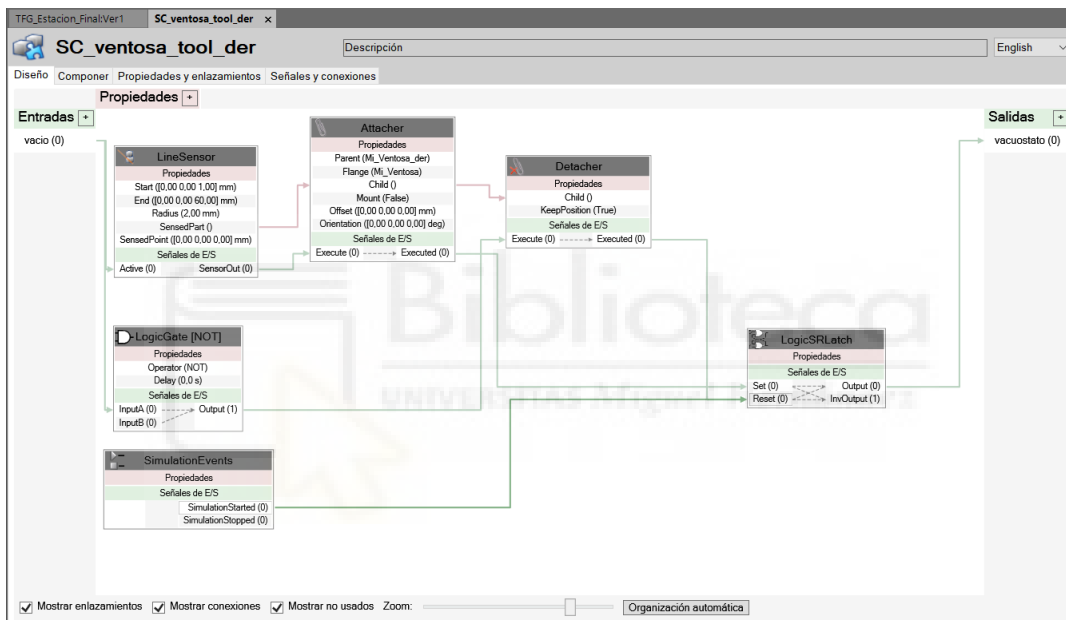 TFG_Estacion_Final:Ver1 SC_ventosa_tool_der x
SC_ventosa_tool_der
Descripción
English
Diseño Componer Propiedades y enlazamientos Señales y conexiones
Propiedades +
Entradas +
vacio (0)
Salidas +
vacuostato (0)
LineSensor
Propiedades
Start ([0,00 0,00 1,00] mm)
End ([0,00 0,00 60,00] mm)
Radius (2,00 mm)
SensedPart ()
SensedPoint ([0,00 0,00 0,00] mm)
Señales de E/S
Active (0) SensorOut (0)
Attacher
Propiedades
Parent (Mi_Ventosa_der)
Flange (Mi_Ventosa)
Child ()
Mount (False)
Offset ([0,00 0,00 0,00] mm)
Orientation ([0,00 0,00 0,00] deg)
Señales de E/S
Execute (0) Executed (0)
Detacher
Propiedades
Child ()
KeepPosition (True)
Señales de E/S
Execute (0) Executed (0)
LogicGate [NOT]
Propiedades
Operator (NOT)
Delay (0,0 s)
Señales de E/S
InputA (0) Output (1)
InputB (0)
LogicSRLatch
Propiedades
Señales de E/S
Set (0) Output (0)
Reset (0) InvOutput (1)
SimulationEvents
Propiedades
Señales de E/S
SimulationStarted (0)
SimulationStopped (0)
Biblioteca
UNIVERSITAS Miguel
Mostrar enlazamientos Mostrar conexiones Mostrar no usados Zoom: Organización automática